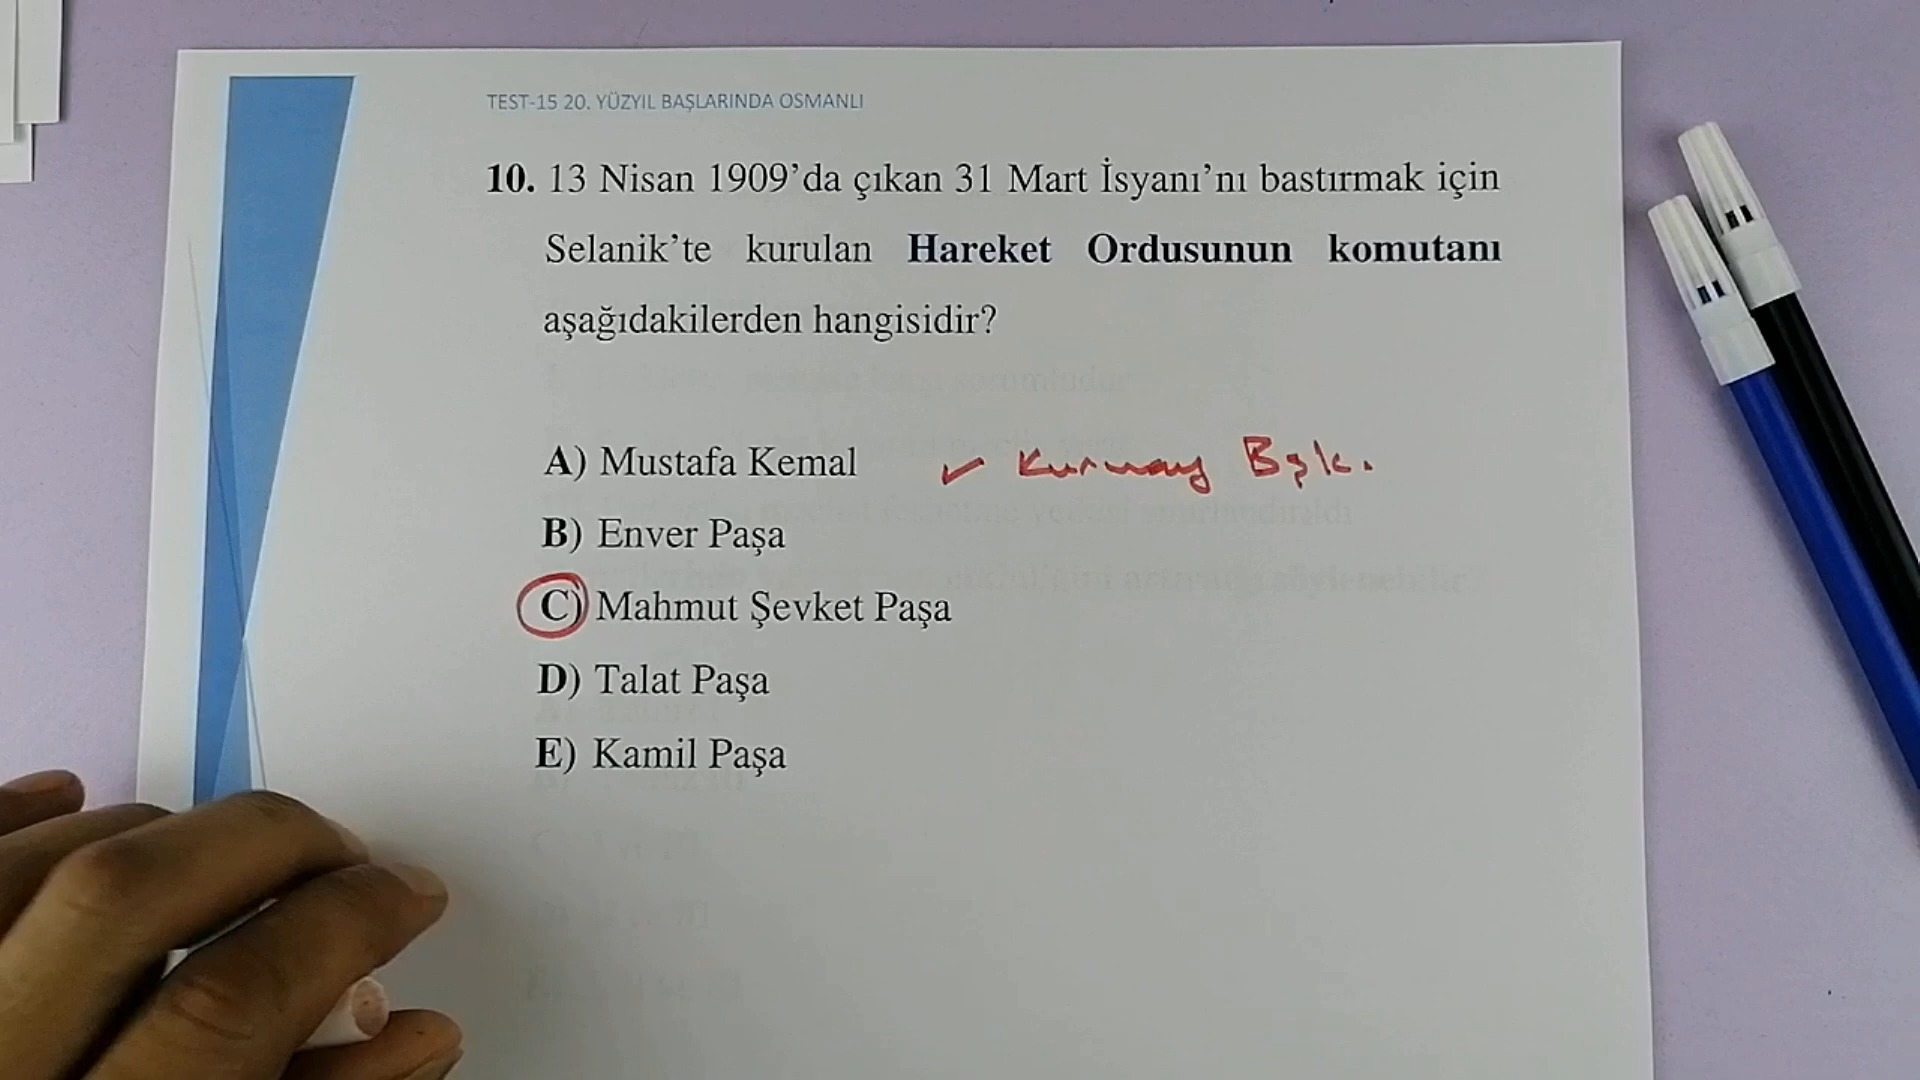 TEST-15 20. YÜZYIL BAŞLARINDA OSMANLI
10. 13 Nisan 1909’da çıkan 31 Mart İsyanı’nı bastırmak için
Selanik’te kurulan Hareket Ordusunun komutanı
aşağıdakilerden hangisidir?
A) Mustafa Kemal ✓ Kurmay Bşk.
B) Enver Paşa
C) Mahmut Şevket Paşa
D) Talat Paşa
E) Kamil Paşa